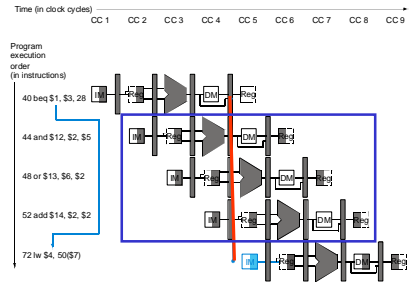 Time (in clock cycles)
CC 1 CC 2 CC 3 CC 4 CC 5 CC 6 CC 7 CC 8 CC 9
Program
execution
order
(in instructions)
40 beq $1, $3, 28
IM Reg DM Reg
44 and $12, $2, $5
IM Reg DM Reg
48 or $13, $6, $2
IM Reg DM Reg
52 add $14, $2, $2
IM Reg DM Reg
72 lw $4, 50($7)
IM Reg DM Reg